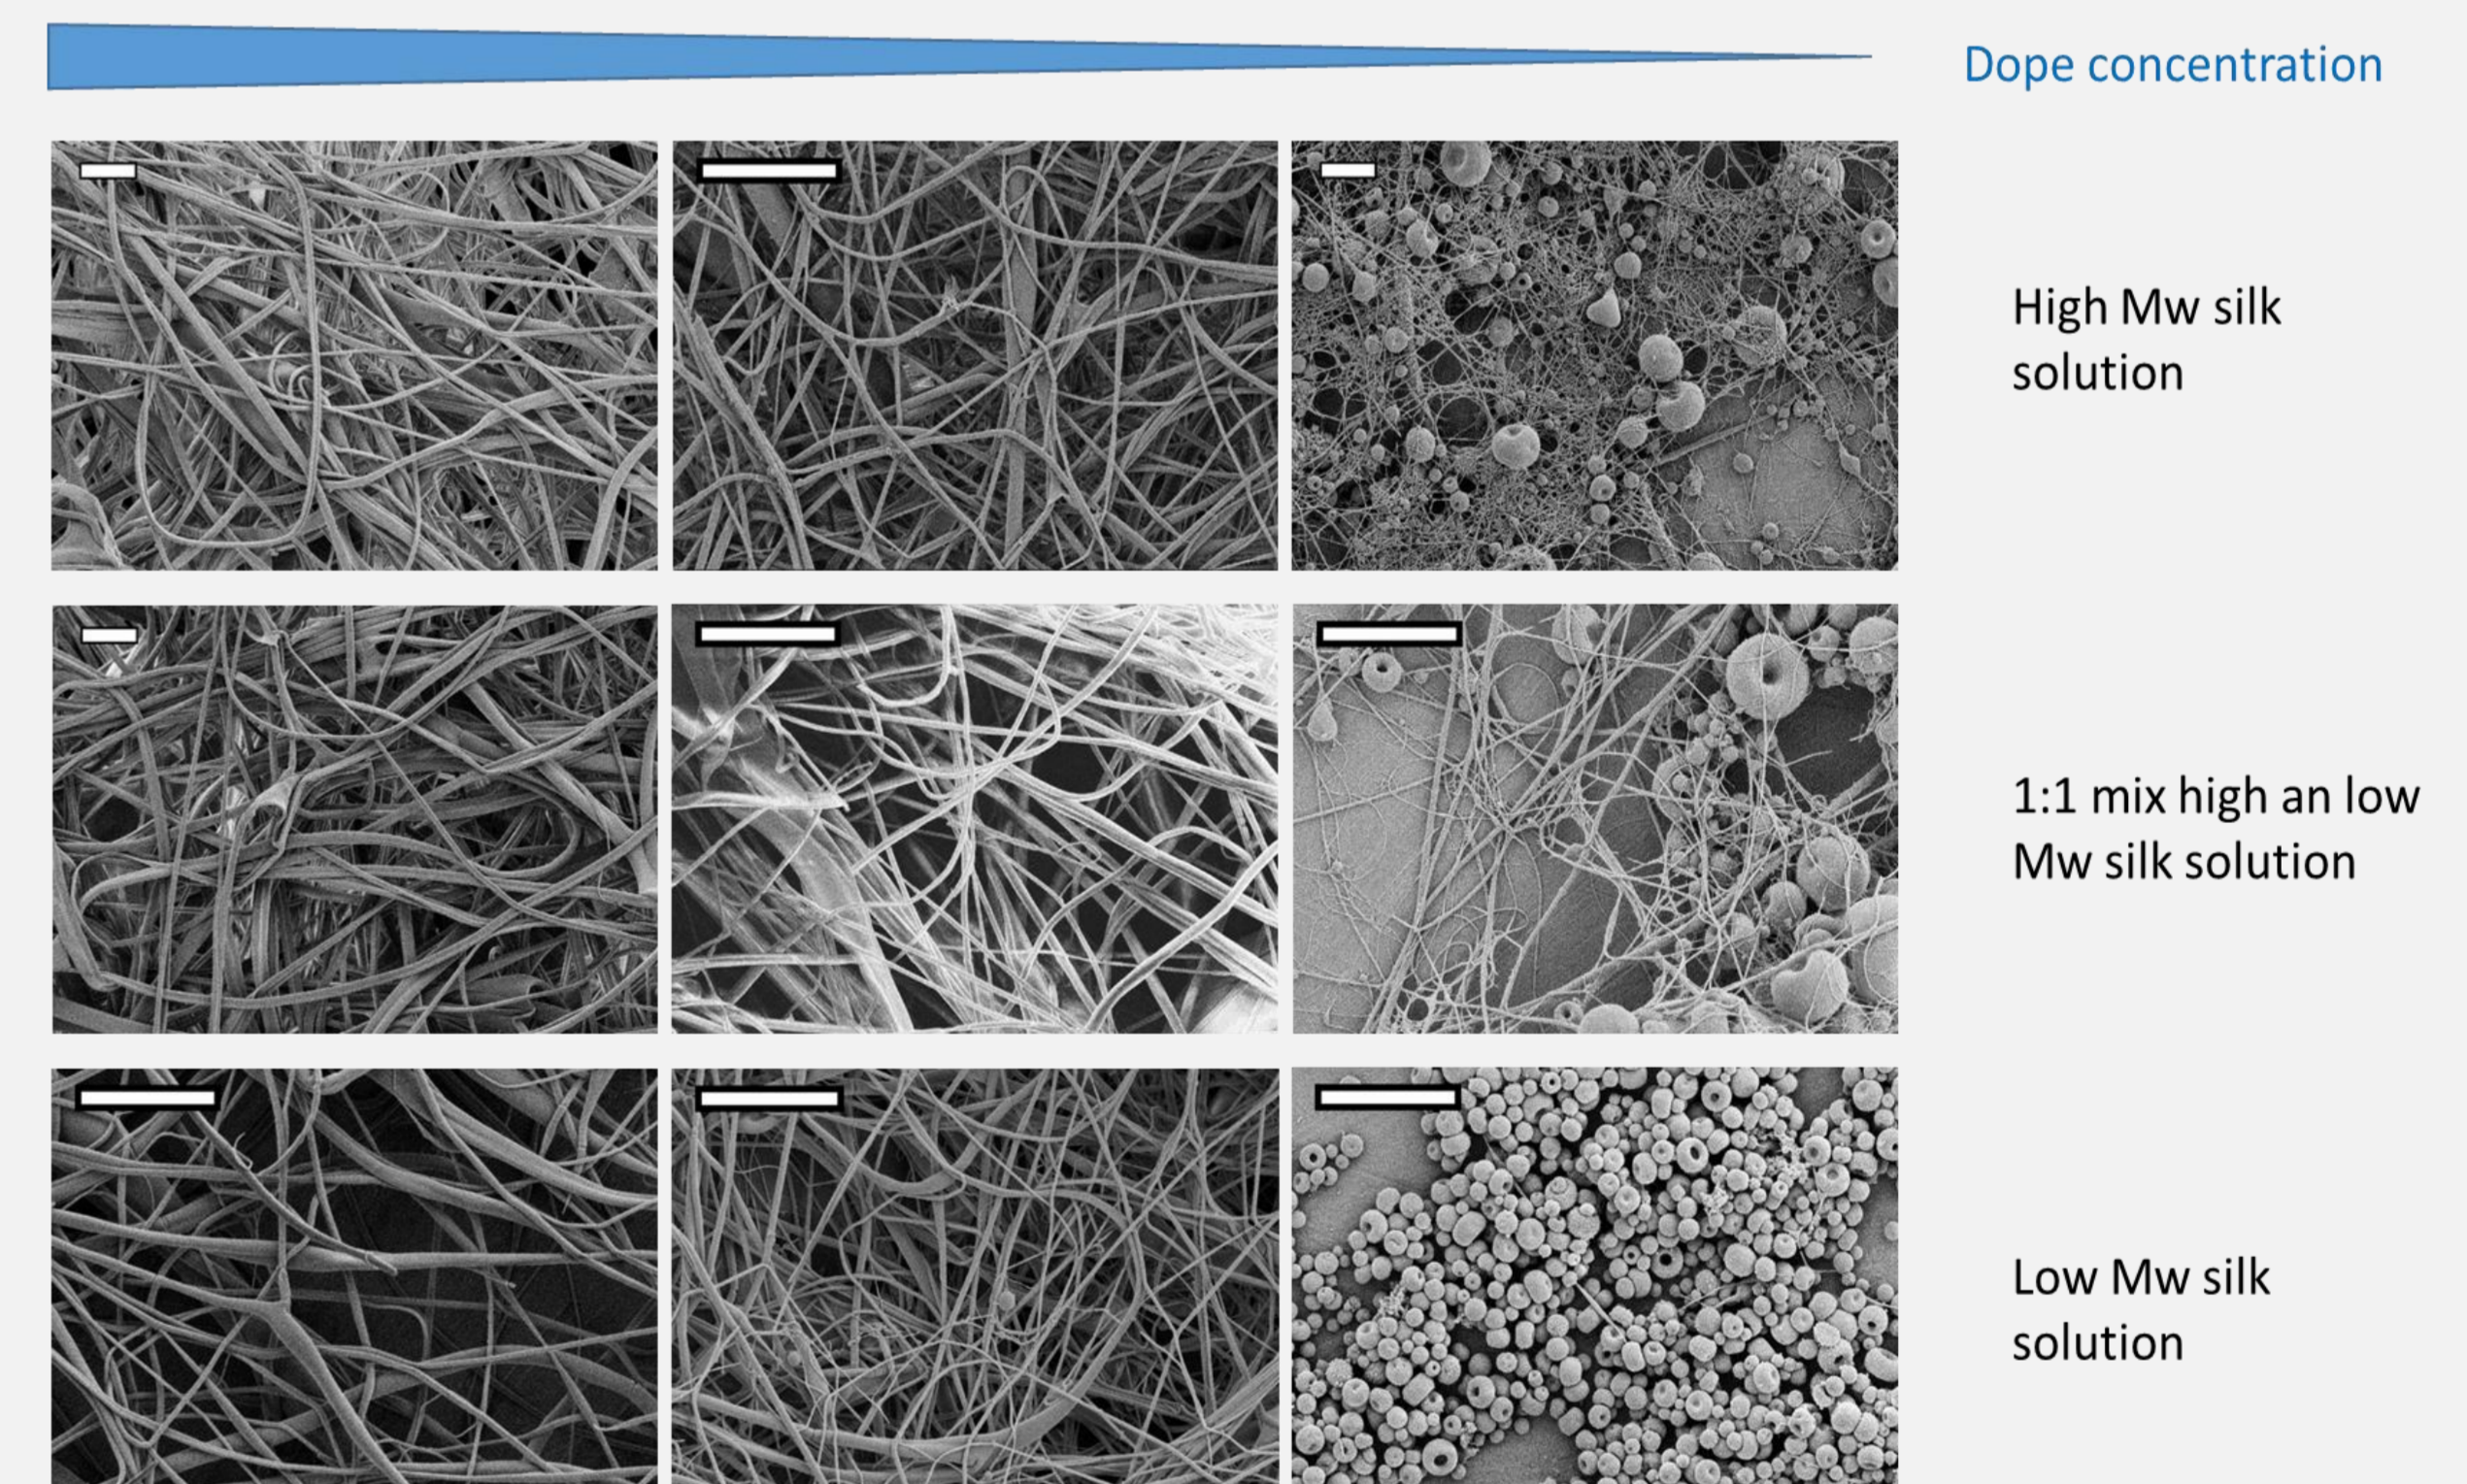 Dope concentration
High Mw silk
solution
1:1 mix high an low
Mw silk solution
Low Mw silk
solution